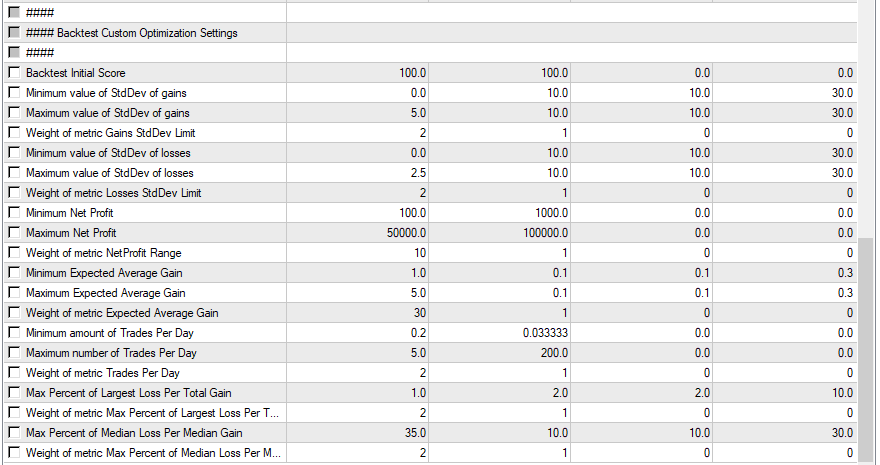 ####
#### Backtest Custom Optimization Settings
####
Backtest Initial Score 100.0 100.0 0.0 0.0
Minimum value of StdDev of gains 0.0 10.0 10.0 30.0
Maximum value of StdDev of gains 5.0 10.0 10.0 30.0
Weight of metric Gains StdDev Limit 2 1 0 0
Minimum value of StdDev of losses 0.0 10.0 10.0 30.0
Maximum value of StdDev of losses 2.5 10.0 10.0 30.0
Weight of metric Losses StdDev Limit 2 1 0 0
Minimum Net Profit 100.0 1000.0 0.0 0.0
Maximum Net Profit 50000.0 100000.0 0.0 0.0
Weight of metric NetProfit Range 10 1 0 0
Minimum Expected Average Gain 1.0 0.1 0.1 0.3
Maximum Expected Average Gain 5.0 0.1 0.1 0.3
Weight of metric Expected Average Gain 30 1 0 0
Minimum amount of Trades Per Day 0.2 0.033333 0.0 0.0
Maximum number of Trades Per Day 5.0 200.0 0.0 0.0
Weight of metric Trades Per Day 2 1 0 0
Max Percent of Largest Loss Per Total Gain 1.0 2.0 2.0 10.0
Weight of metric Max Percent of Largest Loss Per T... 2 1 0 0
Max Percent of Median Loss Per Median Gain 35.0 10.0 10.0 30.0
Weight of metric Max Percent of Median Loss Per M... 2 1 0 0